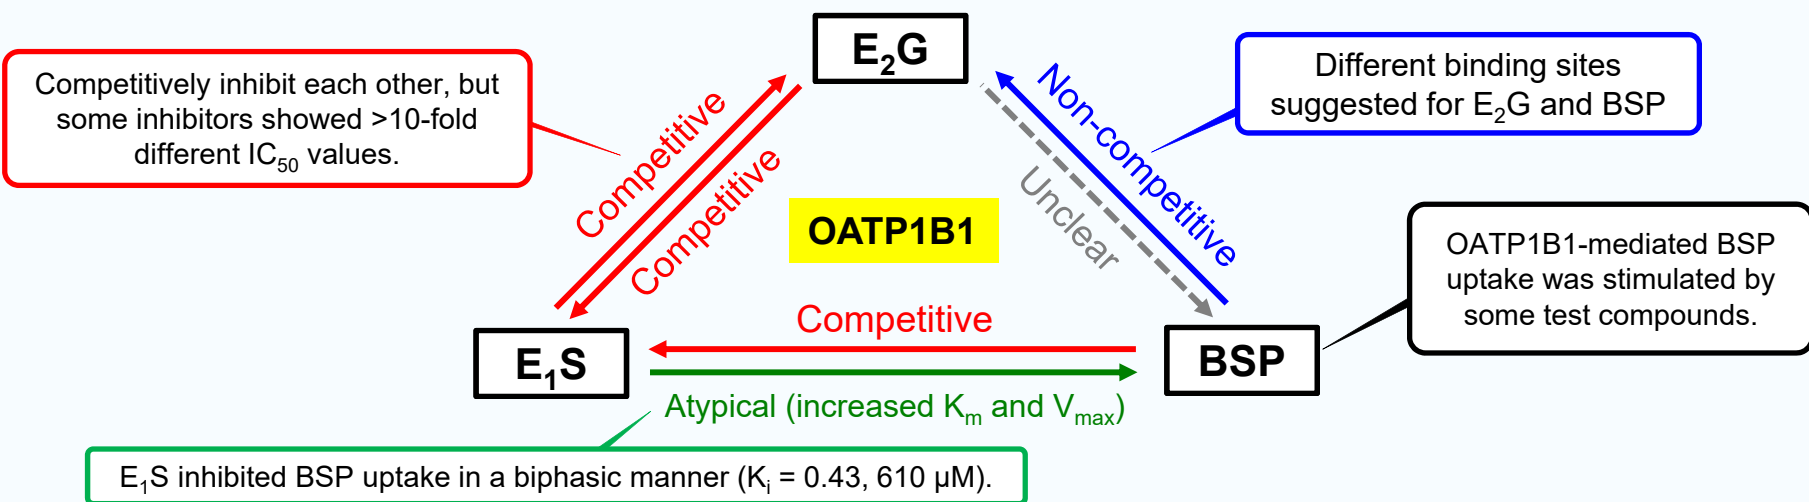 E₂G
Competitively inhibit each other, but
some inhibitors showed >10-fold
different IC₅₀ values.
Different binding sites
suggested for E₂G and BSP
Competitive
Competitive
Non-competitive
Unclear
OATP1B1
OATP1B1-mediated BSP
uptake was stimulated by
some test compounds.
Competitive
E₁S
BSP
Atypical (increased Kₘ and Vₘₐₓ)
E₁S inhibited BSP uptake in a biphasic manner (Kᵢ = 0.43, 610 µM).